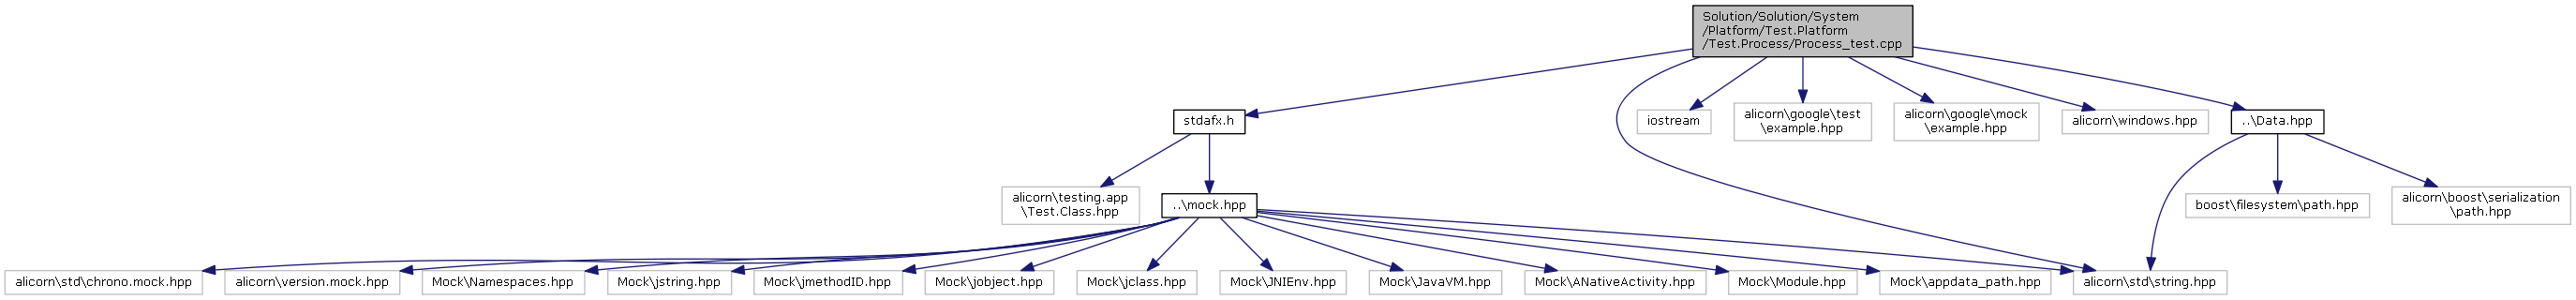 Solution/Solution/System
/Platform/Test.Platform
/Test.Process/Process_test.cpp
stdafx.h
iostream
alicorn\google\test
\example.hpp
alicorn\google\mock
\example.hpp
alicorn\windows.hpp
..\Data.hpp
alicorn\testing.app
\Test.Class.hpp
..\mock.hpp
boost\filesystem\path.hpp
alicorn\boost\serialization
\path.hpp
alicorn\std\chrono.mock.hpp
alicorn\version.mock.hpp
Mock\Namespaces.hpp
Mock\jstring.hpp
Mock\jmethodID.hpp
Mock\jobject.hpp
Mock\jclass.hpp
Mock\JNIEnv.hpp
Mock\JavaVM.hpp
Mock\ANativeActivity.hpp
Mock\Module.hpp
Mock\appdata_path.hpp
alicorn\std\string.hpp